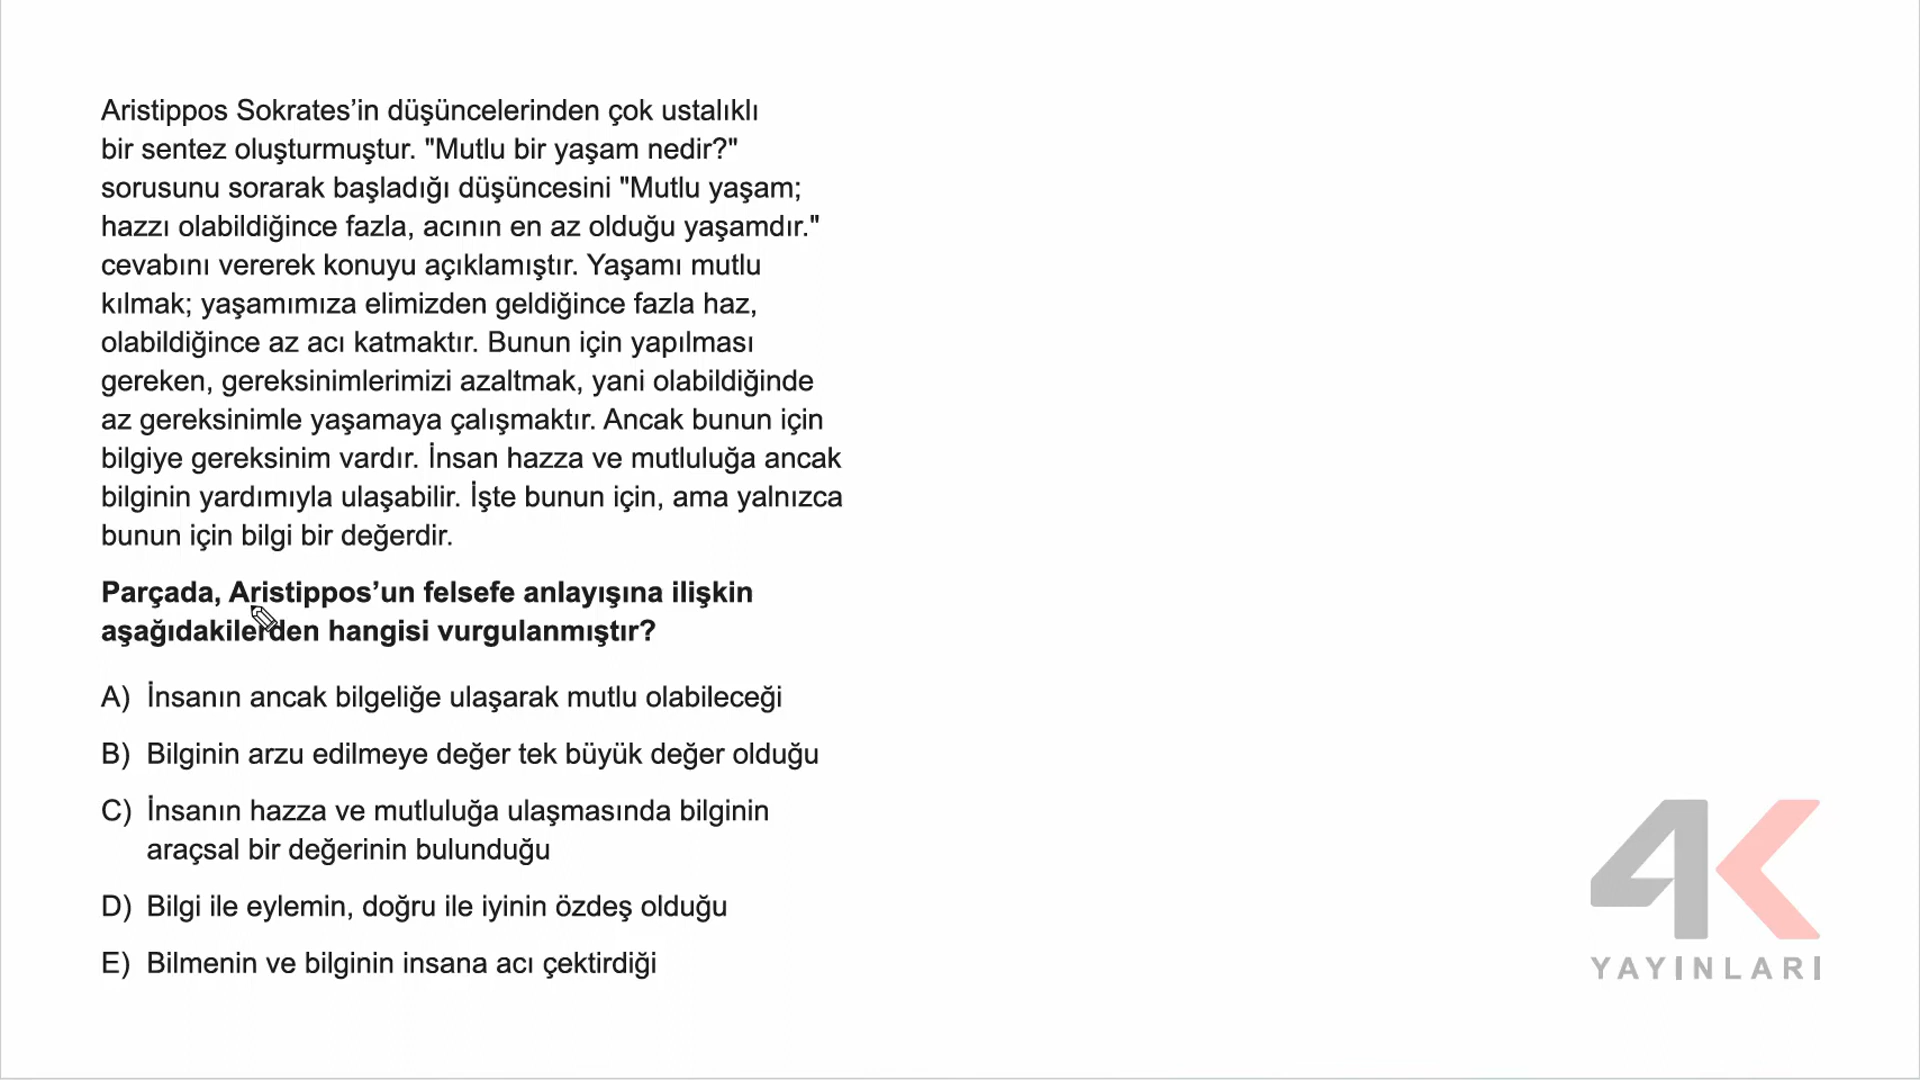 Aristippos Sokrates’in düşüncelerinden çok ustalıklı
bir sentez oluşturmuştur. "Mutlu bir yaşam nedir?"
sorusunu sorarak başladığı düşüncesini "Mutlu yaşam;
hazzı olabildiğince fazla, acının en az olduğu yaşamdır."
cevabını vererek konuyu açıklamıştır. Yaşamı mutlu
kılmak; yaşamımıza elimizden geldiğince fazla haz,
olabildiğince az acı katmaktır. Bunun için yapılması
gereken, gereksinimlerimizi azaltmak, yani olabildiğinde
az gereksinimle yaşamaya çalışmaktır. Ancak bunun için
bilgiye gereksinim vardır. İnsan hazza ve mutluluğa ancak
bilginin yardımıyla ulaşabilir. İşte bunun için, ama yalnızca
bunun için bilgi bir değerdir.
Parçada, Aristippos’un felsefe anlayışına ilişkin
aşağıdakilerden hangisi vurgulanmıştır?
A) İnsanın ancak bilgeliğe ulaşarak mutlu olabileceği
B) Bilginin arzu edilmeye değer tek büyük değer olduğu
C) İnsanın hazza ve mutluluğa ulaşmasında bilginin
araçsal bir değerinin bulunduğu
D) Bilgi ile eylemin, doğru ile iyinin özdeş olduğu
E) Bilmenin ve bilginin insana acı çektirdiği
4K
YAYINLARI